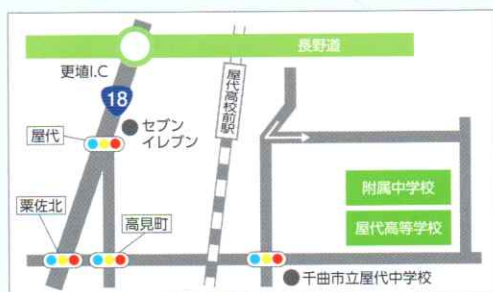 長野道
更埴I.C
18
セブン
イレブン
屋代高校前駅
屋代
附属中学校
屋代高等学校
粟佐北
高見町
千曲市立屋代中学校